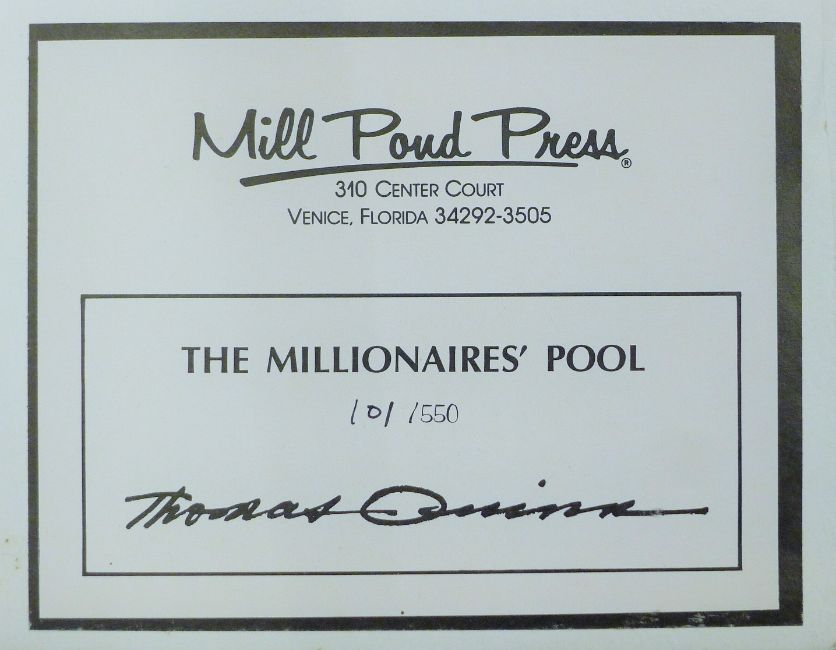 Mill Pond Press®
310 CENTER COURT
VENICE, FLORIDA 34292-3505
THE MILLIONAIRES' POOL
101 /550
Thomas Quinn